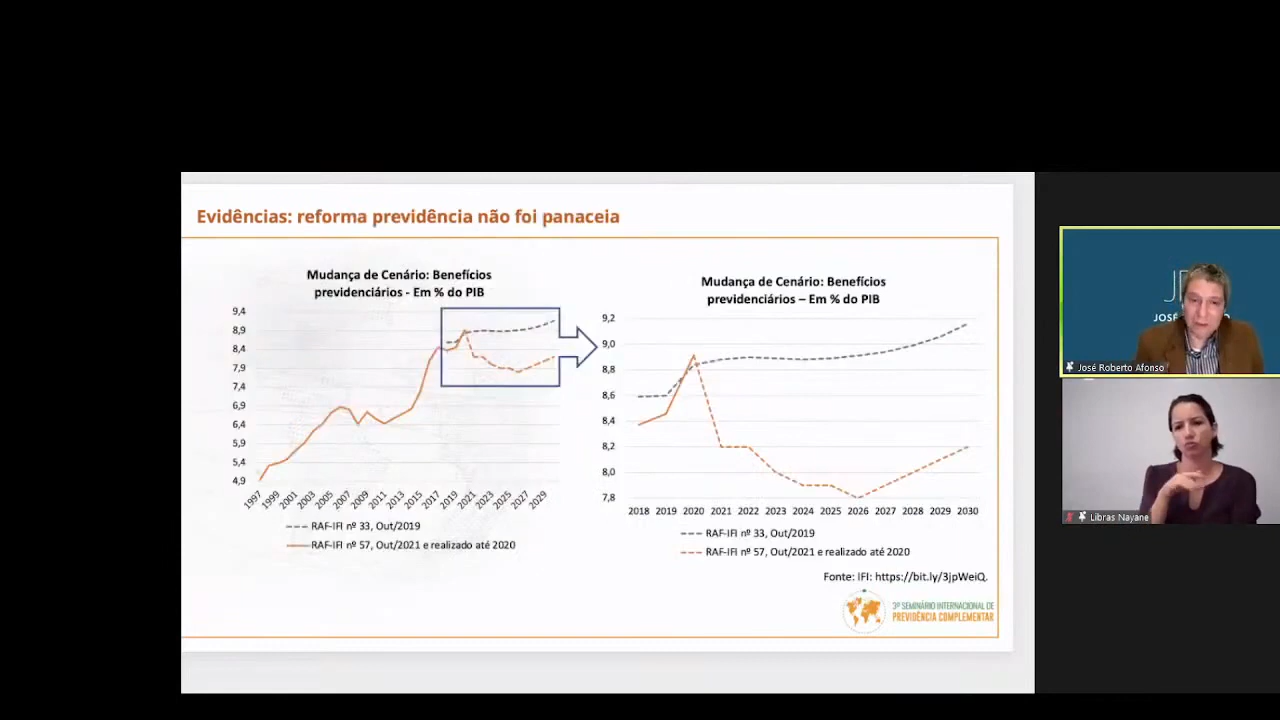 Evidências: reforma previdência não foi panaceia
Mudança de Cenário: Benefícios
previdenciários - Em % do PIB
9,4
8,9
8,4
7,9
7,4
6,9
6,4
5,9
5,4
4,9
1997
1999
2001
2003
2005
2007
2009
2011
2013
2015
2017
2019
2021
2023
2025
2027
2029
RAF-IFI nº 33, Out/2019
RAF-IFI nº 57, Out/2021 e realizado até 2020
Mudança de Cenário: Benefícios
previdenciários – Em % do PIB
9,2
9,0
8,8
8,6
8,4
8,2
8,0
7,8
2018 2019 2020 2021 2022 2023 2024 2025 2026 2027 2028 2029 2030
RAF-IFI nº 33, Out/2019
RAF-IFI nº 57, Out/2021 e realizado até 2020
Fonte: IFI: https://bit.ly/3jpWeiQ.
3º SEMINÁRIO INTERNACIONAL DE
PREVIDÊNCIA COMPLEMENTAR
José Roberto Afonso
Libras Nayane